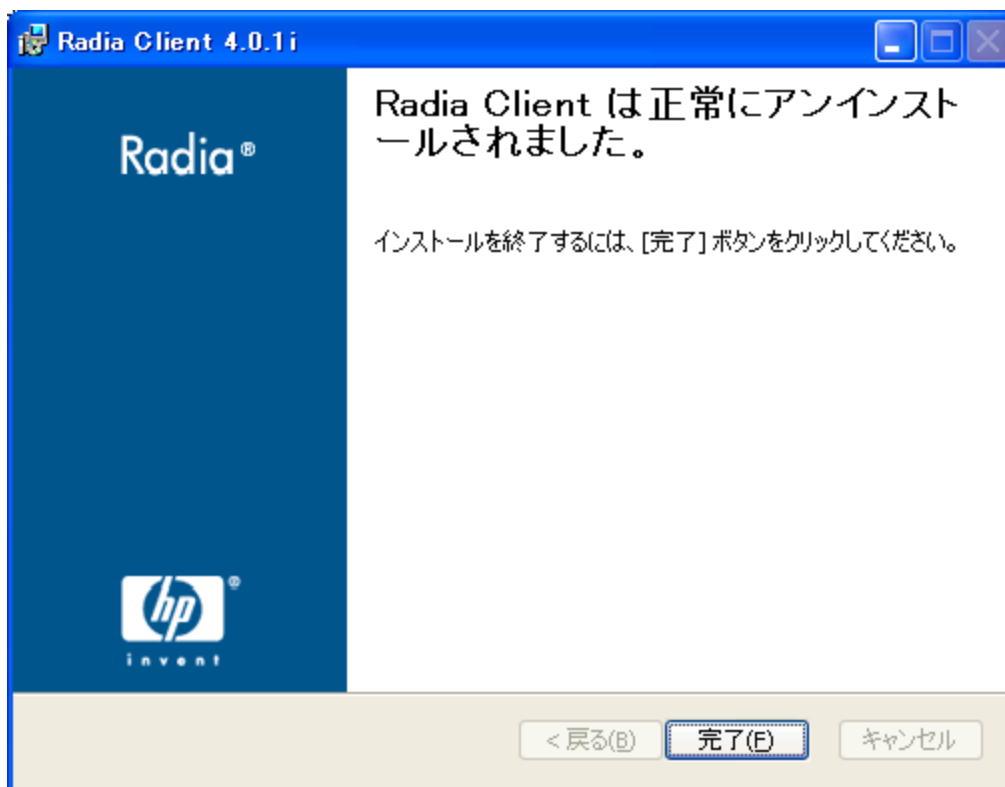 Radia Client 4.0.1i
Radia®
Radia Client は正常にアンインスト
ールされました。
インストールを終了するには、[完了] ボタンをクリックしてください。
hp®
invent
< 戻る(B)
完了(F)
キャンセル